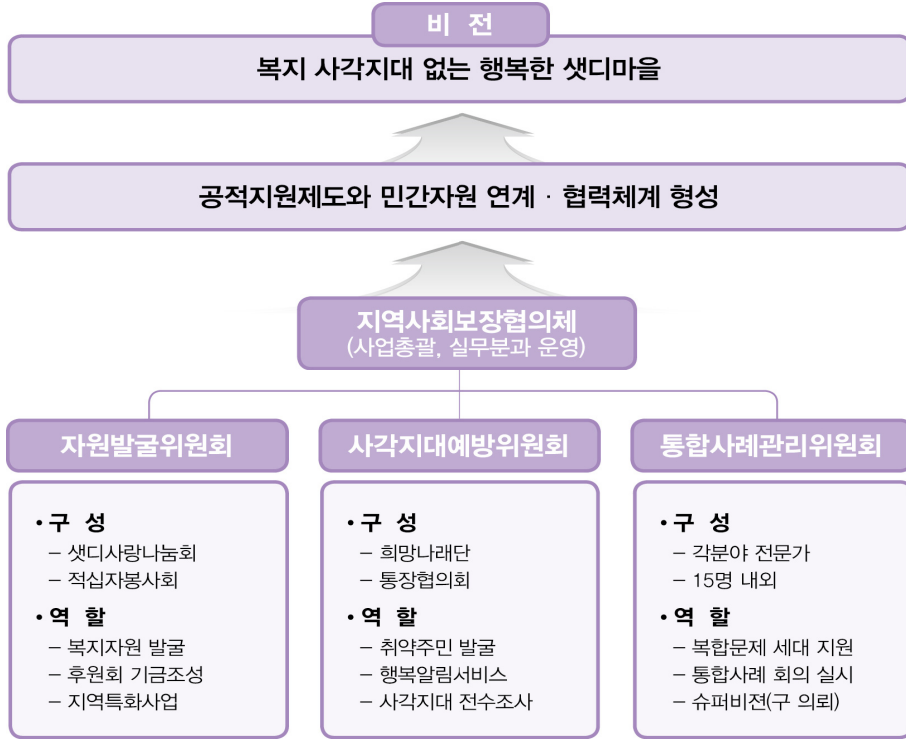 비 전
복지 사각지대 없는 행복한 샛디마을
공적지원제도와 민간자원 연계 · 협력체계 형성
지역사회보장협의체
(사업총괄, 실무분과 운영)
자원발굴위원회
• 구 성
– 샛디사랑나눔회
– 적십자봉사회
• 역 할
– 복지자원 발굴
– 후원회 기금조성
– 지역특화사업
사각지대예방위원회
• 구 성
– 희망나래단
– 통장협의회
• 역 할
– 취약주민 발굴
– 행복알림서비스
– 사각지대 전수조사
통합사례관리위원회
• 구 성
– 각분야 전문가
– 15명 내외
• 역 할
– 복합문제 세대 지원
– 통합사례 회의 실시
– 슈퍼비젼(구 의뢰)